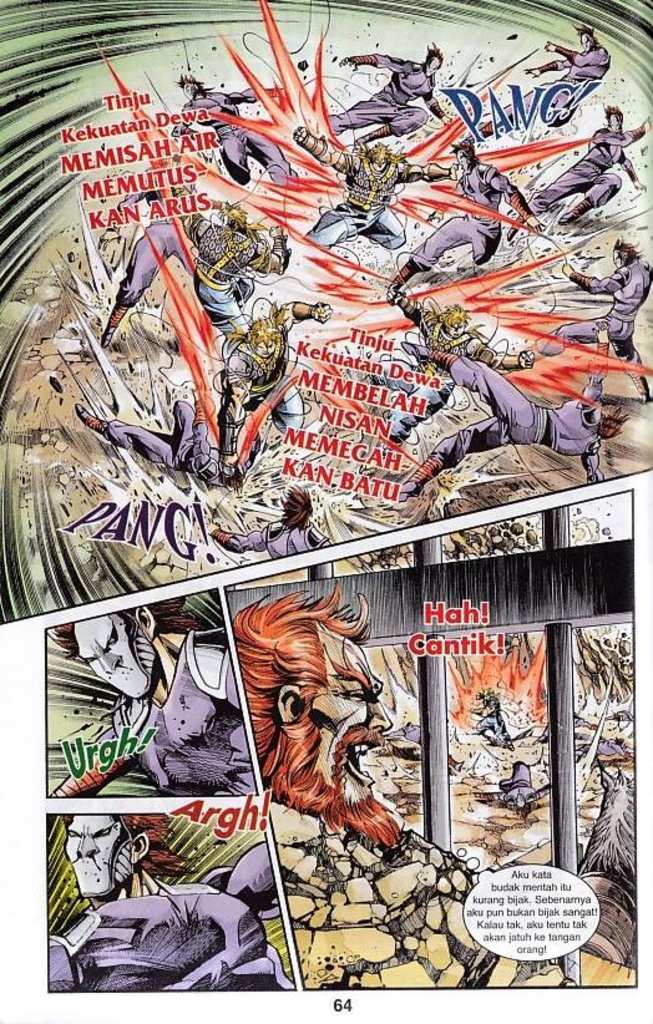 Tinju
Kekuatan Dewa
MEMISAH AIR
MEMUTUS-
KAN ARUS
PANG!
Tinju
Kekuatan Dewa
MEMBELAH
NISAN
MEMECAH
KAN BATU
PANG!
Urgh!
Argh!
Hah!
Cantik!
Aku kata
budak mentah itu
kurang bijak. Sebenarnya
aku pun bukan bijak sangat!
Kalau tak, aku tentu tak
akan jatuh ke tangan
orang!
64